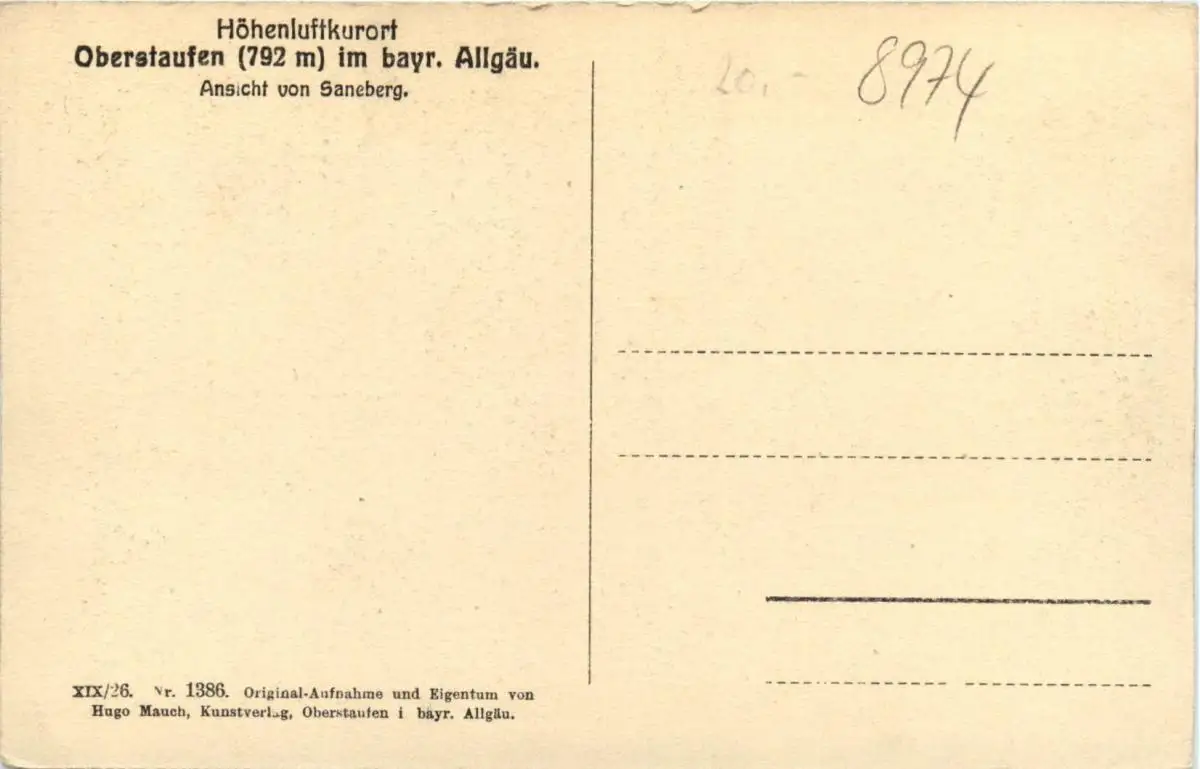 Höhenluftkurort
Oberstaufen (792 m) im bayr. Allgäu.
Ansicht von Saneberg.
20.-
8974
XIX/26. Nr. 1386. Original-Aufnahme und Eigentum von
Hugo Mauch, Kunstverlag, Oberstaufen i bayr. Allgäu.